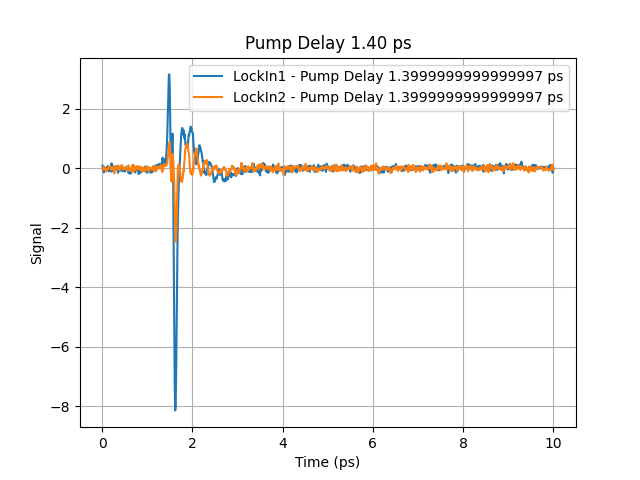 Pump Delay 1.40 ps
LockIn1 - Pump Delay 1.3999999999999997 ps
LockIn2 - Pump Delay 1.3999999999999997 ps
Signal
2
0
−2
−4
−6
−8
0 2 4 6 8 10
Time (ps)